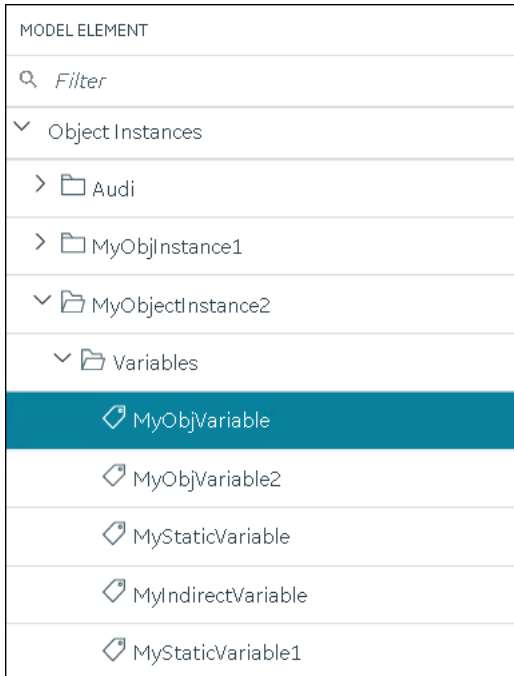 MODEL ELEMENT
Filter
Object Instances
Audi
MyObjInstance1
MyObjectInstance2
Variables
MyObjVariable
MyObjVariable2
MyStaticVariable
MyIndirectVariable
MyStaticVariable1